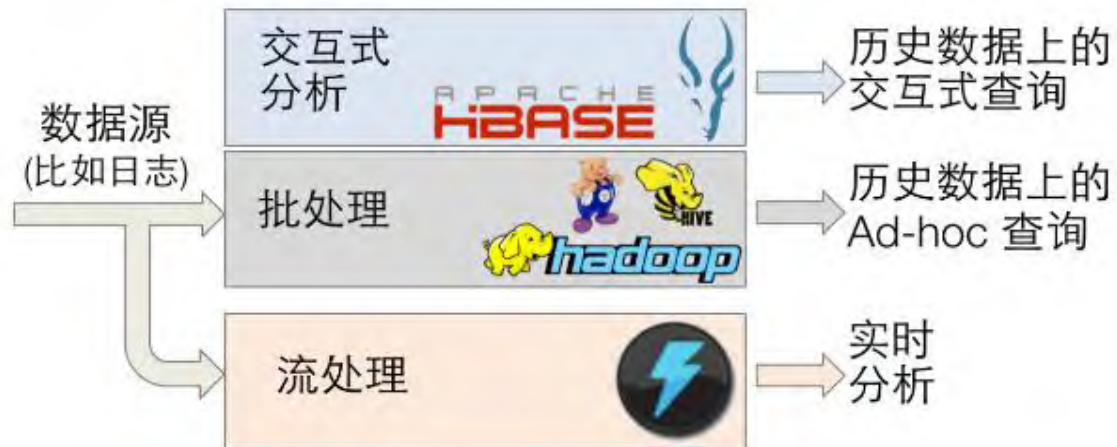 数据源
(比如日志)
交互式
分析
APACHE
HBASE
历史数据上的
交互式查询
批处理
HIVE
hadoop
历史数据上的
Ad-hoc 查询
流处理
实时
分析